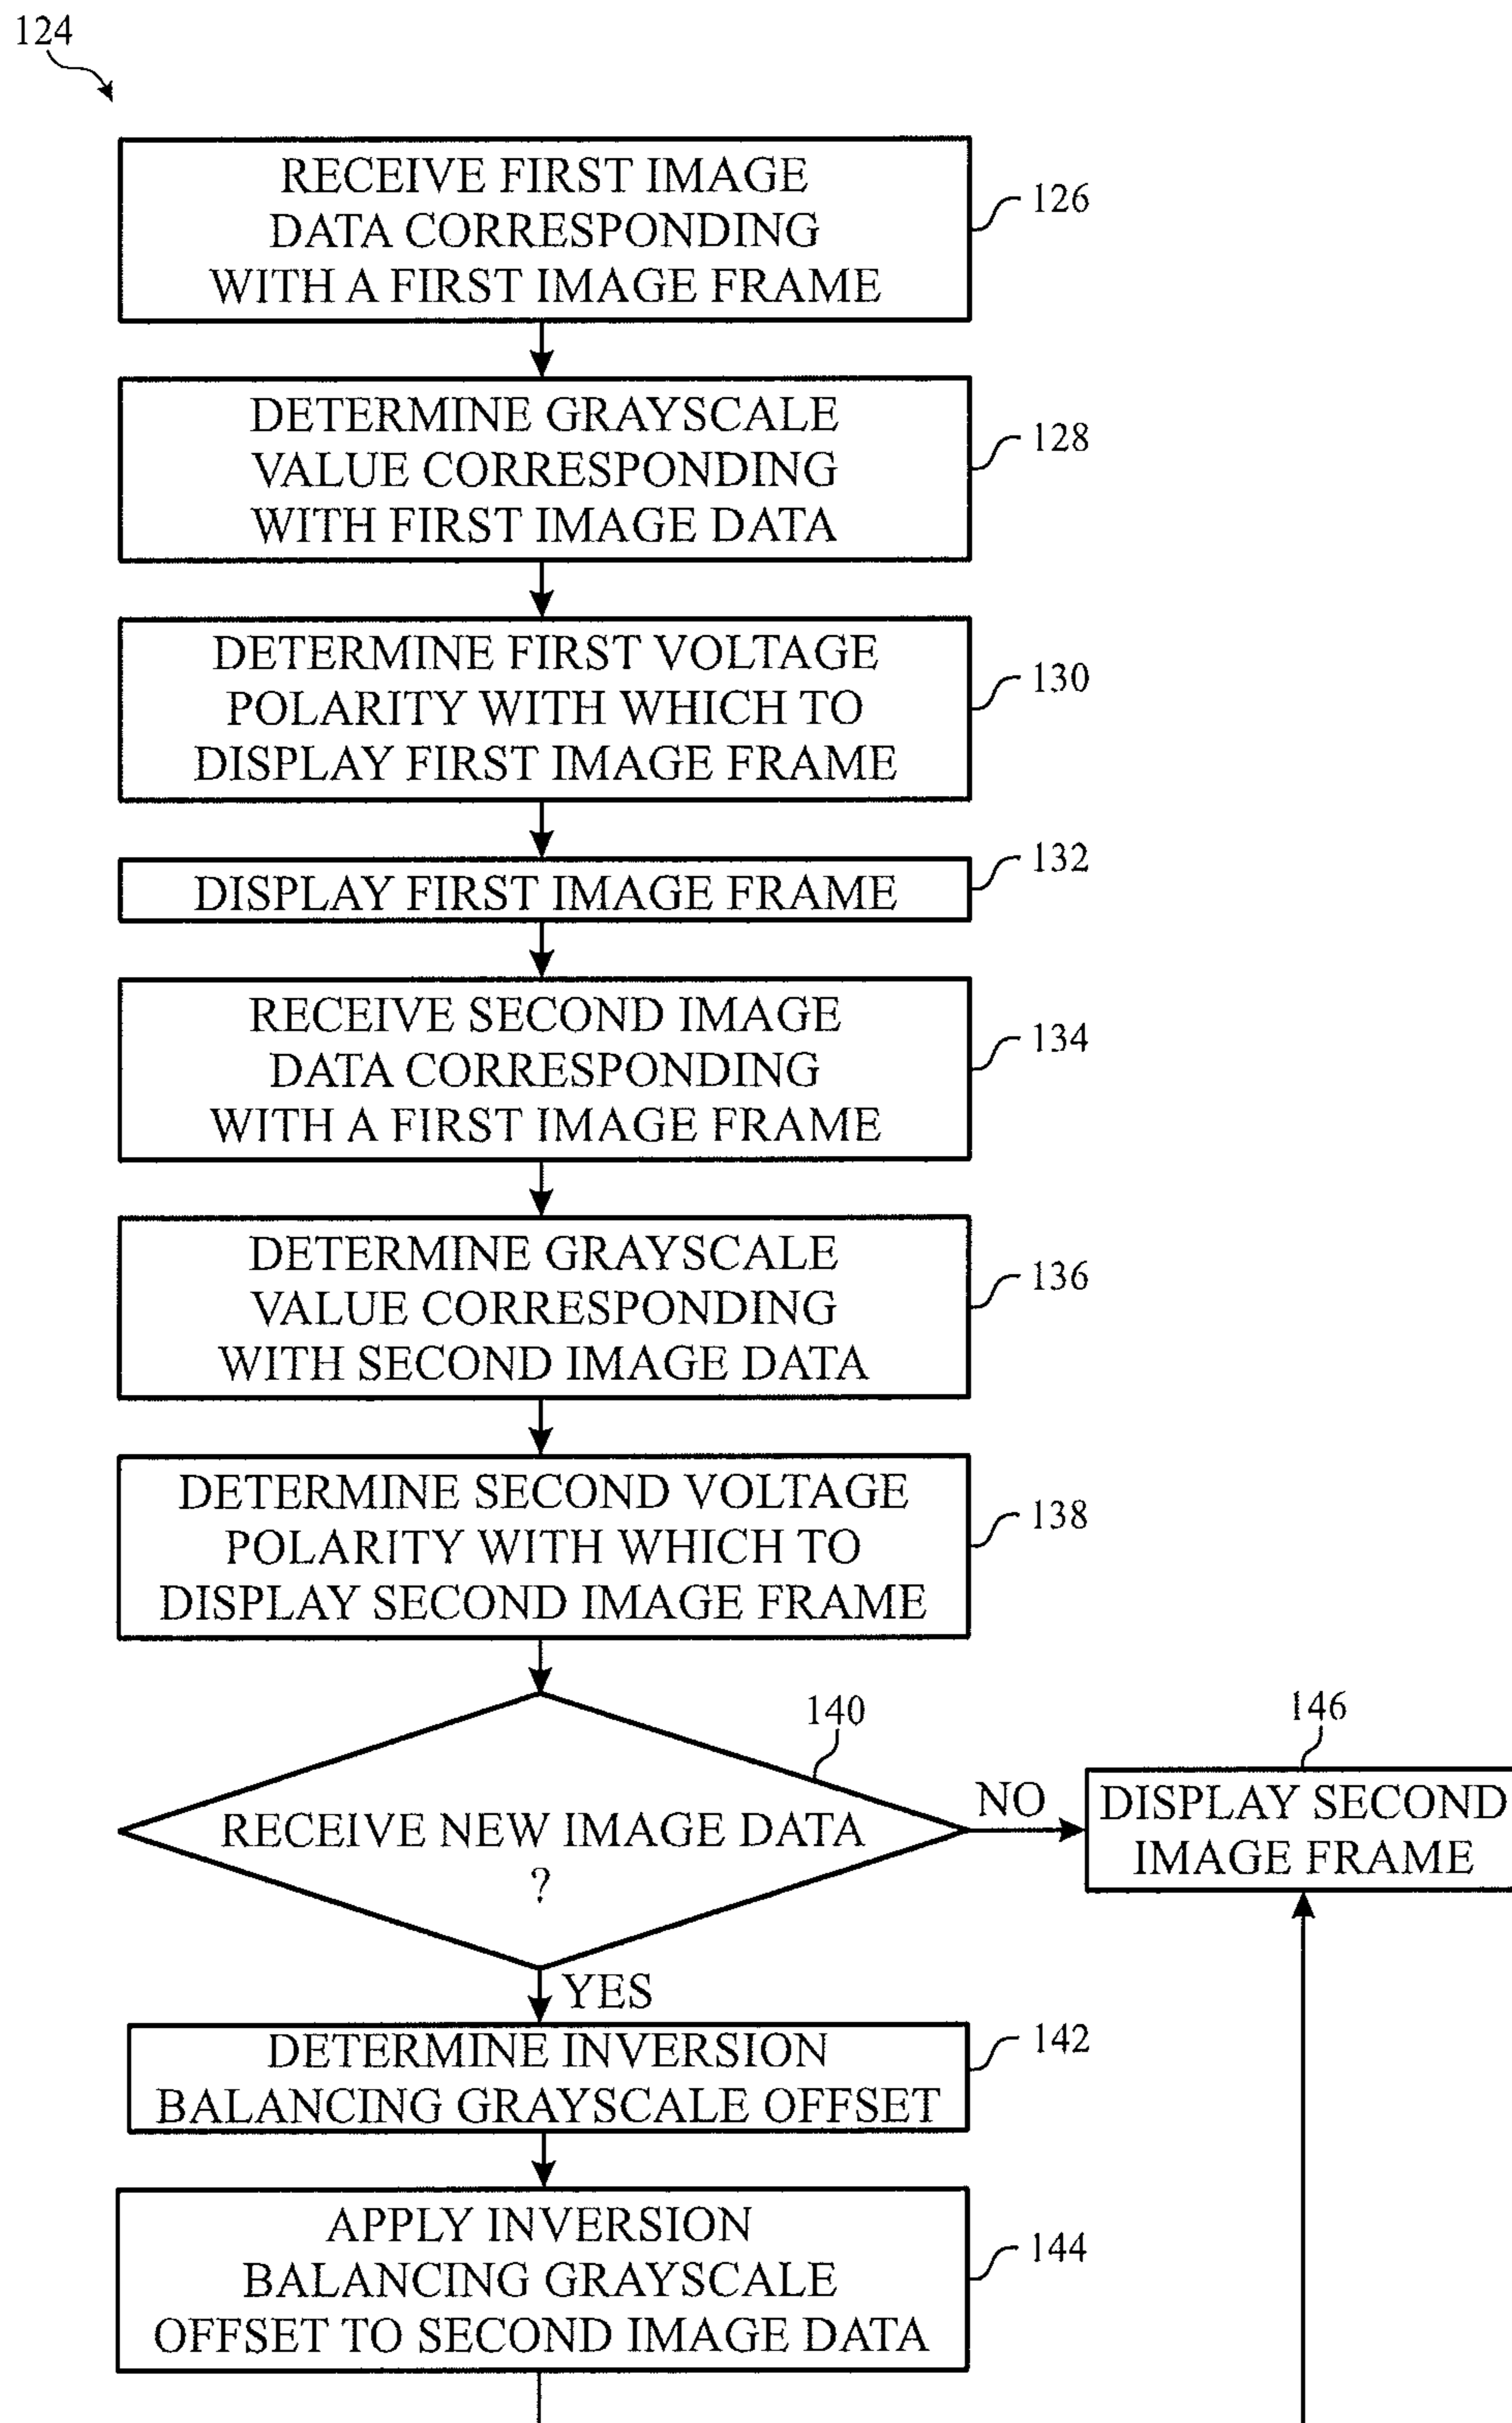 124
RECEIVE FIRST IMAGE
DATA CORRESPONDING
WITH A FIRST IMAGE FRAME
126
DETERMINE GRAYSCALE
VALUE CORRESPONDING
WITH FIRST IMAGE DATA
128
DETERMINE FIRST VOLTAGE
POLARITY WITH WHICH TO
DISPLAY FIRST IMAGE FRAME
130
DISPLAY FIRST IMAGE FRAME
132
RECEIVE SECOND IMAGE
DATA CORRESPONDING
WITH A FIRST IMAGE FRAME
134
DETERMINE GRAYSCALE
VALUE CORRESPONDING
WITH SECOND IMAGE DATA
136
DETERMINE SECOND VOLTAGE
POLARITY WITH WHICH TO
DISPLAY SECOND IMAGE FRAME
138
140
RECEIVE NEW IMAGE DATA
?
NO
146
DISPLAY SECOND
IMAGE FRAME
YES
DETERMINE INVERSION
BALANCING GRAYSCALE OFFSET
142
APPLY INVERSION
BALANCING GRAYSCALE
OFFSET TO SECOND IMAGE DATA
144